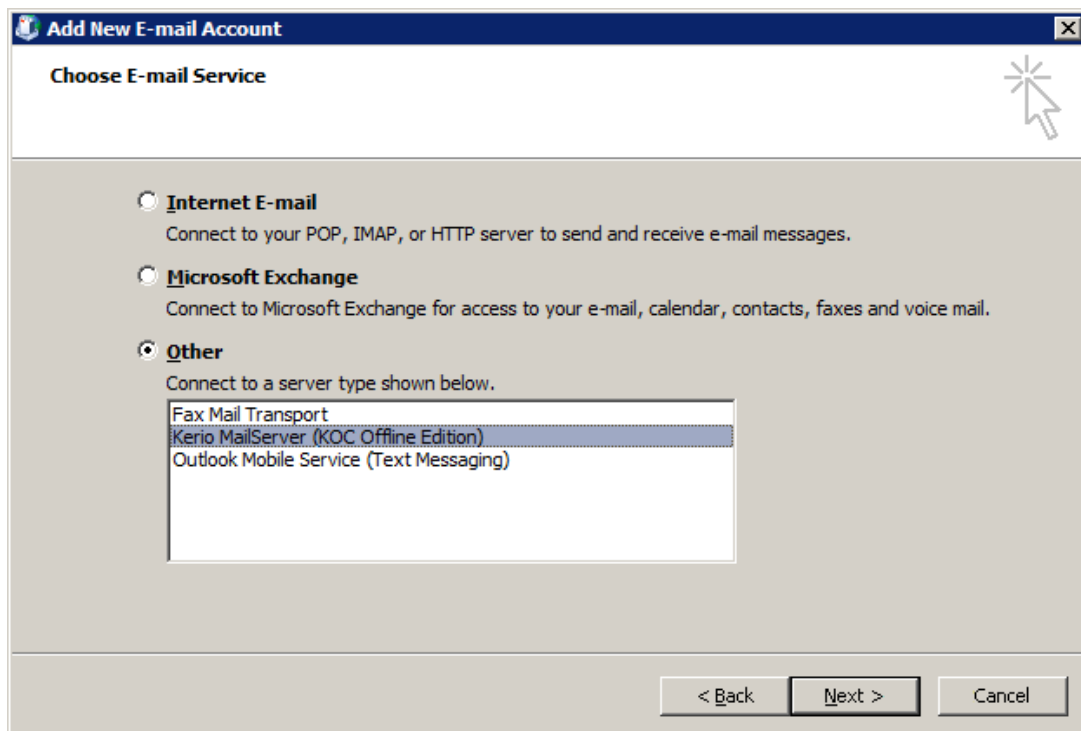 Add New E-mail Account
Choose E-mail Service
Internet E-mail
Connect to your POP, IMAP, or HTTP server to send and receive e-mail messages.
Microsoft Exchange
Connect to Microsoft Exchange for access to your e-mail, calendar, contacts, faxes and voice mail.
Other
Connect to a server type shown below.
Fax Mail Transport
Kerio MailServer (KOC Offline Edition)
Outlook Mobile Service (Text Messaging)
< Back Next > Cancel